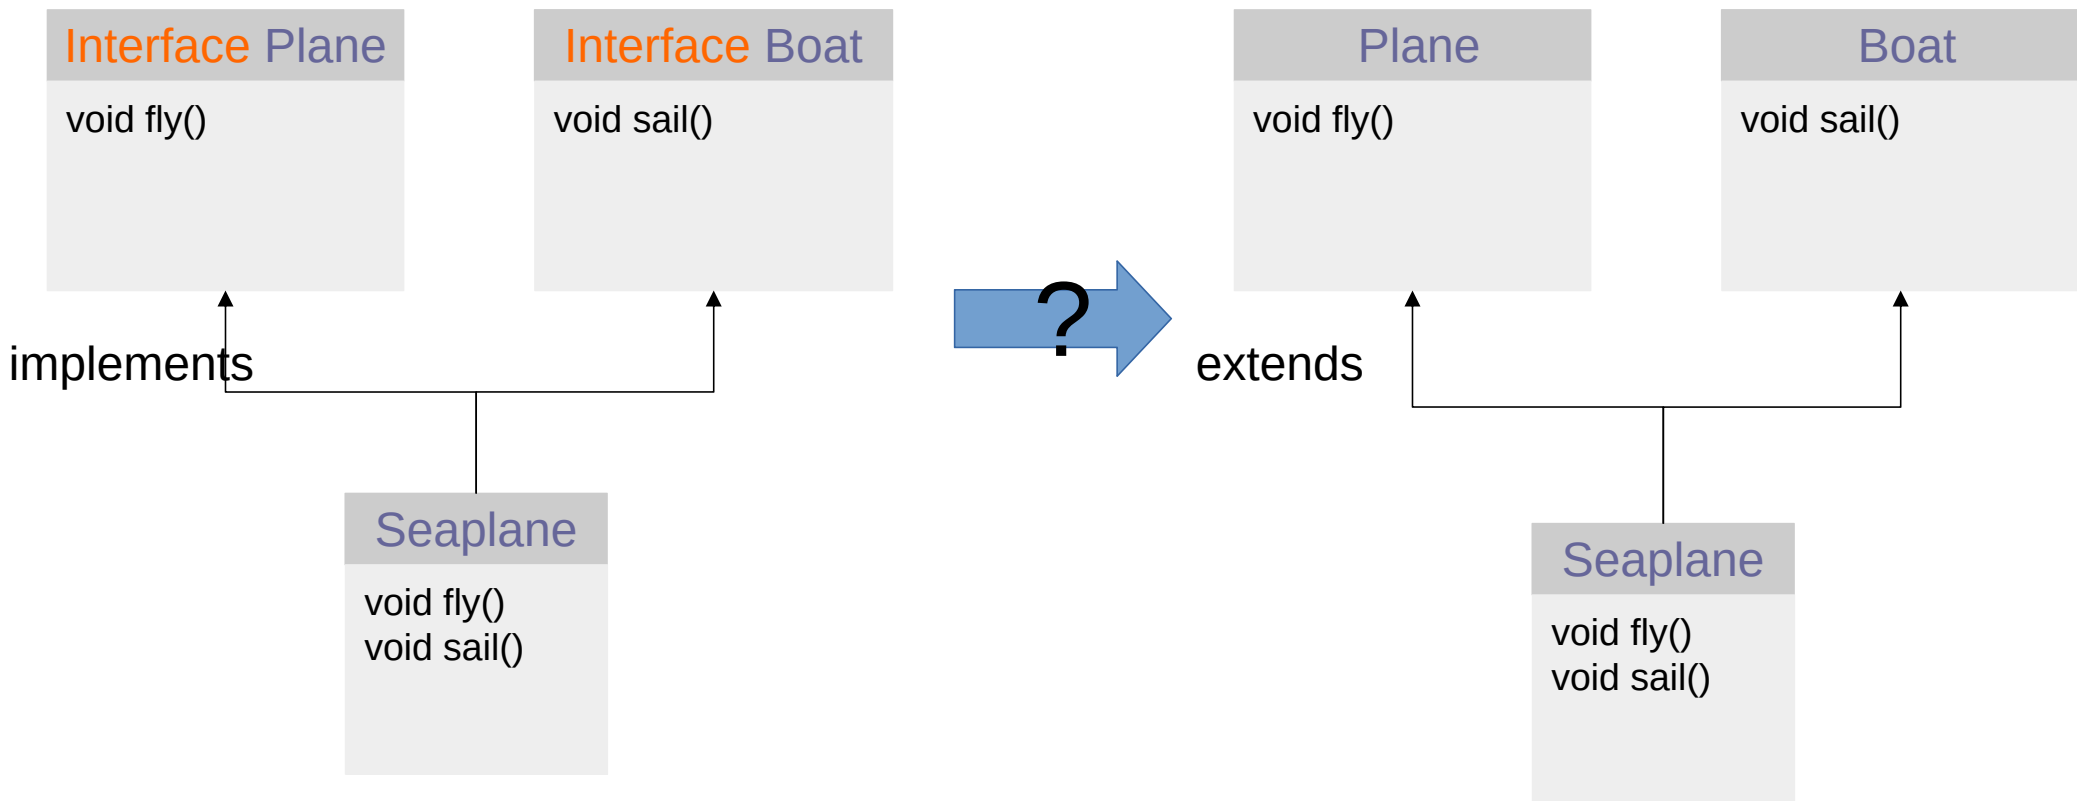 Interface Plane
void fly()
Interface Boat
void sail()
implements
Seaplane
void fly()
void sail()
?
Plane
void fly()
Boat
void sail()
extends
Seaplane
void fly()
void sail()